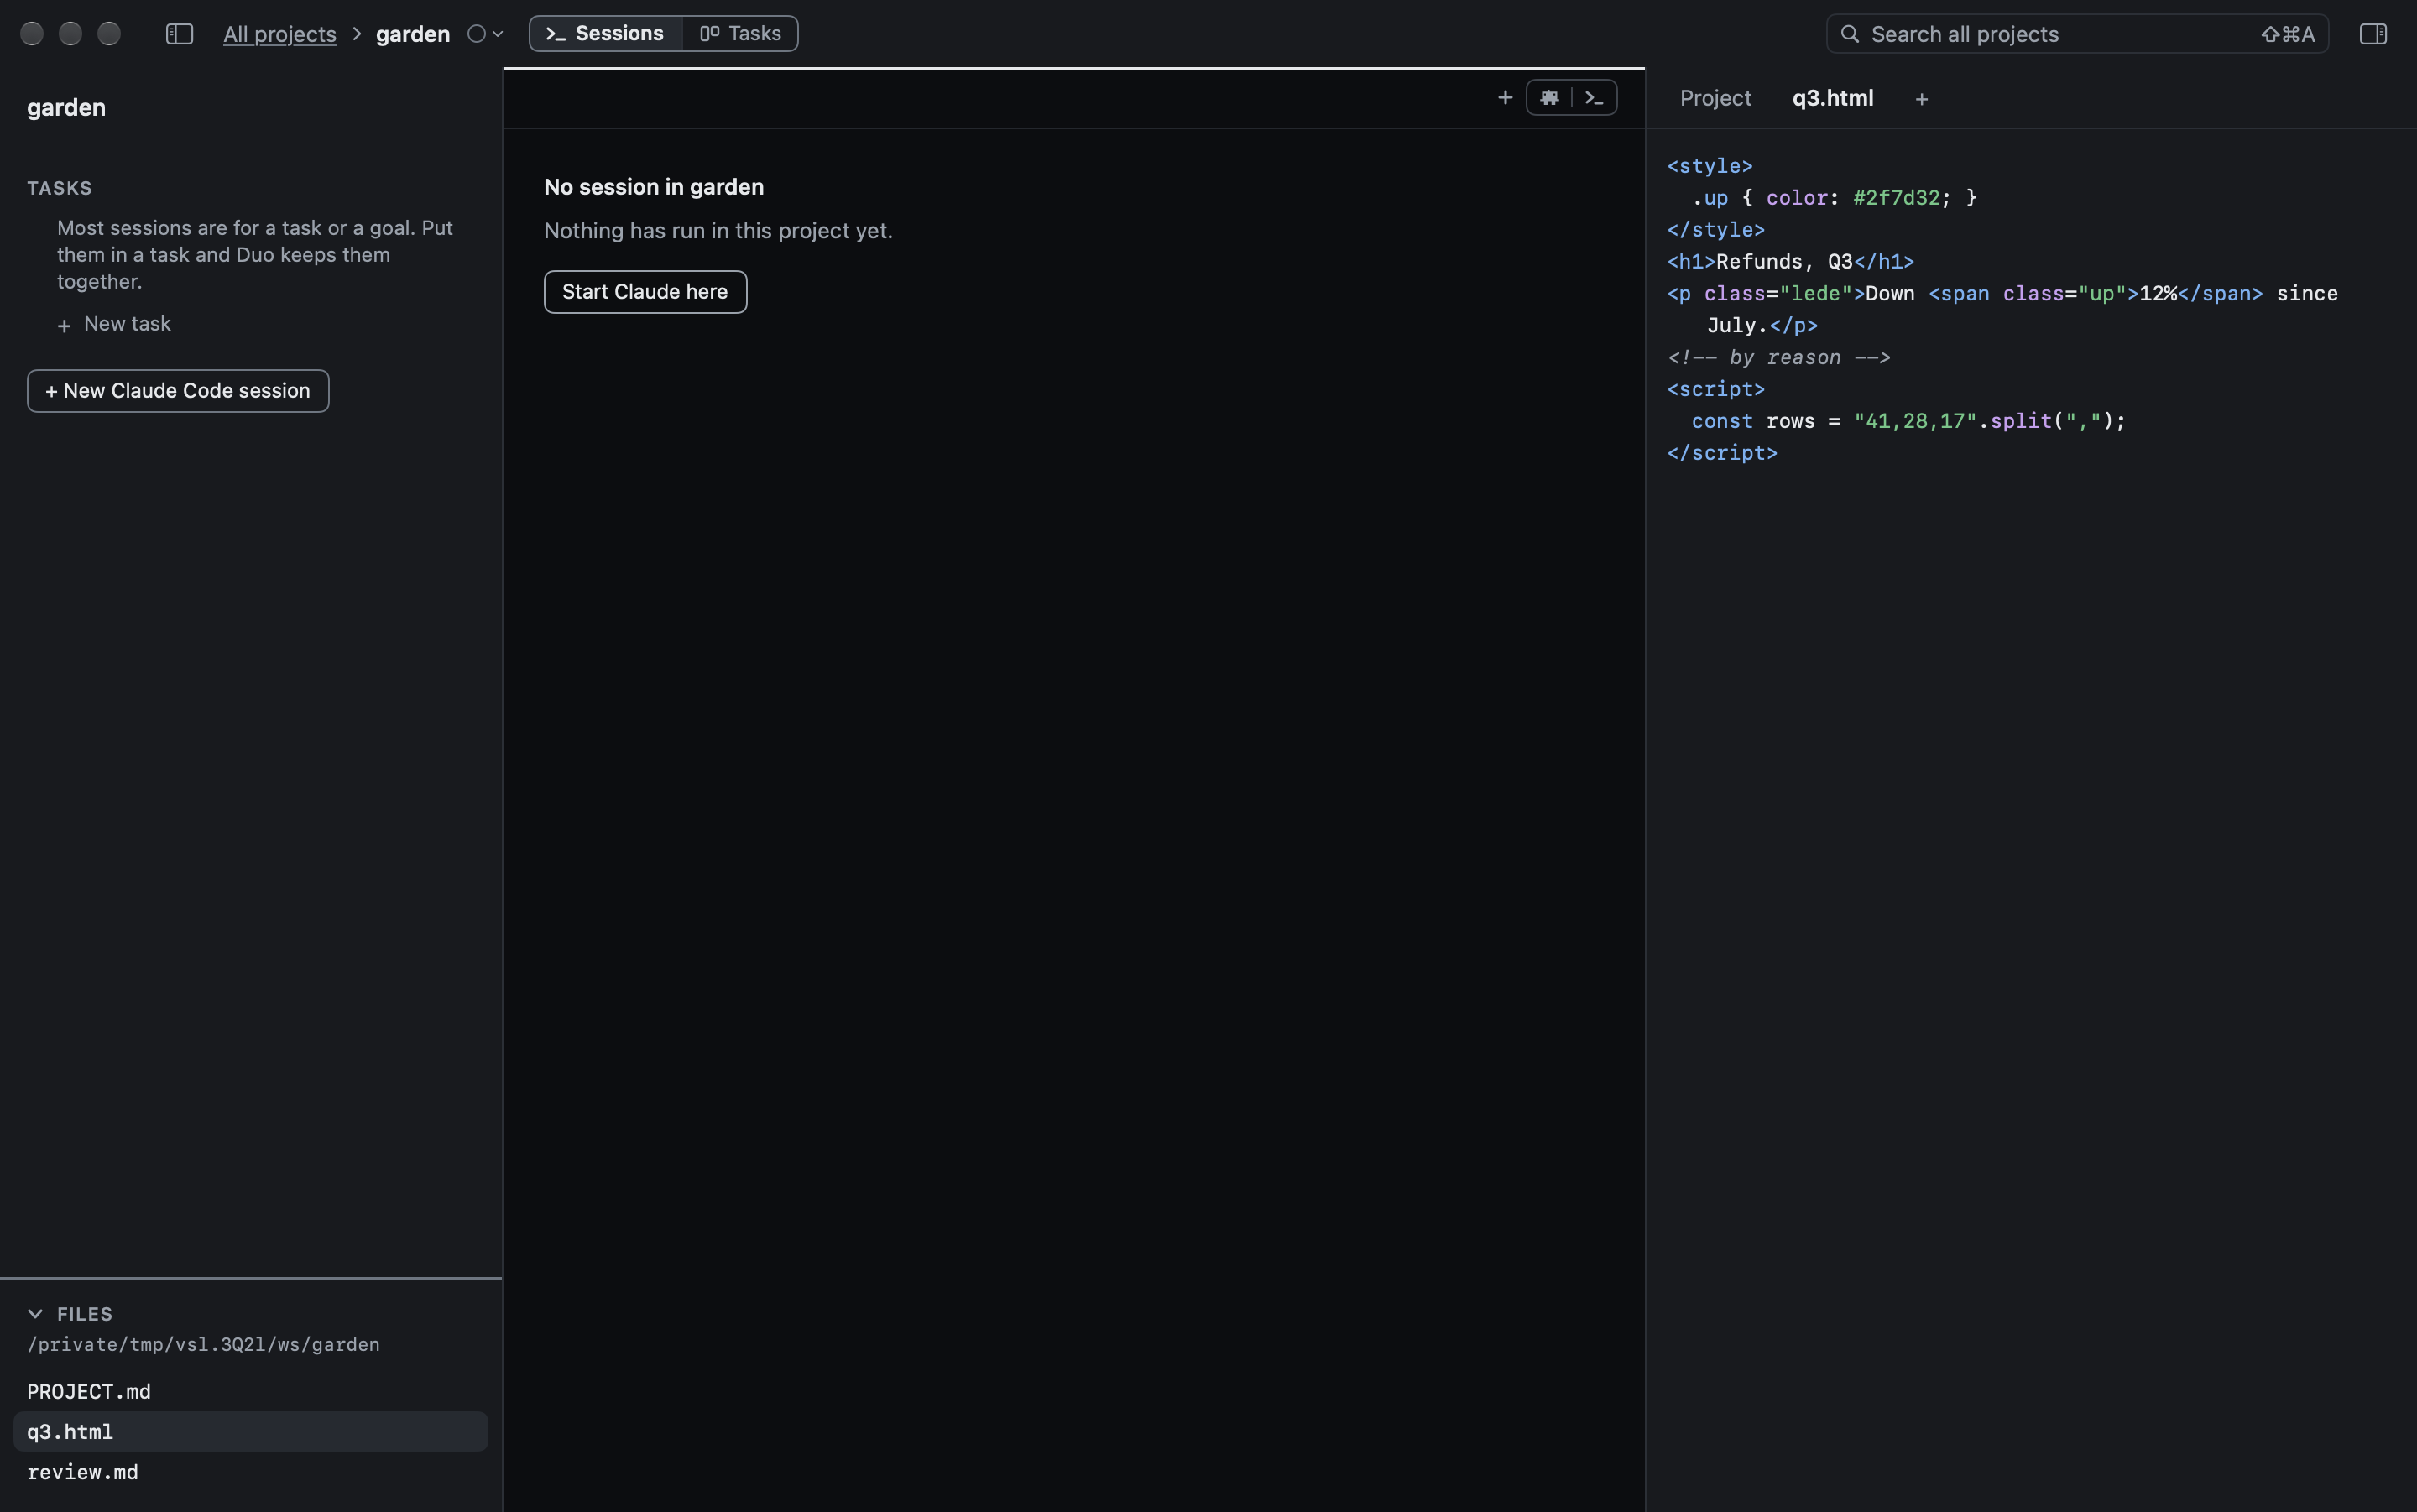 All projects > garden
Sessions
Tasks
Search all projects
⇧⌘A
garden
TASKS
Most sessions are for a task or a goal. Put
them in a task and Duo keeps them
together.
+ New task
+ New Claude Code session
FILES
/private/tmp/vsl.3Q2l/ws/garden
PROJECT.md
q3.html
review.md
No session in garden
Nothing has run in this project yet.
Start Claude here
Project
q3.html
+
<style>
  .up { color: #2f7d32; }
</style>
<h1>Refunds, Q3</h1>
<p class="lede">Down <span class="up">12%</span> since
July.</p>
<!-- by reason -->
<script>
  const rows = "41,28,17".split(",");
</script>